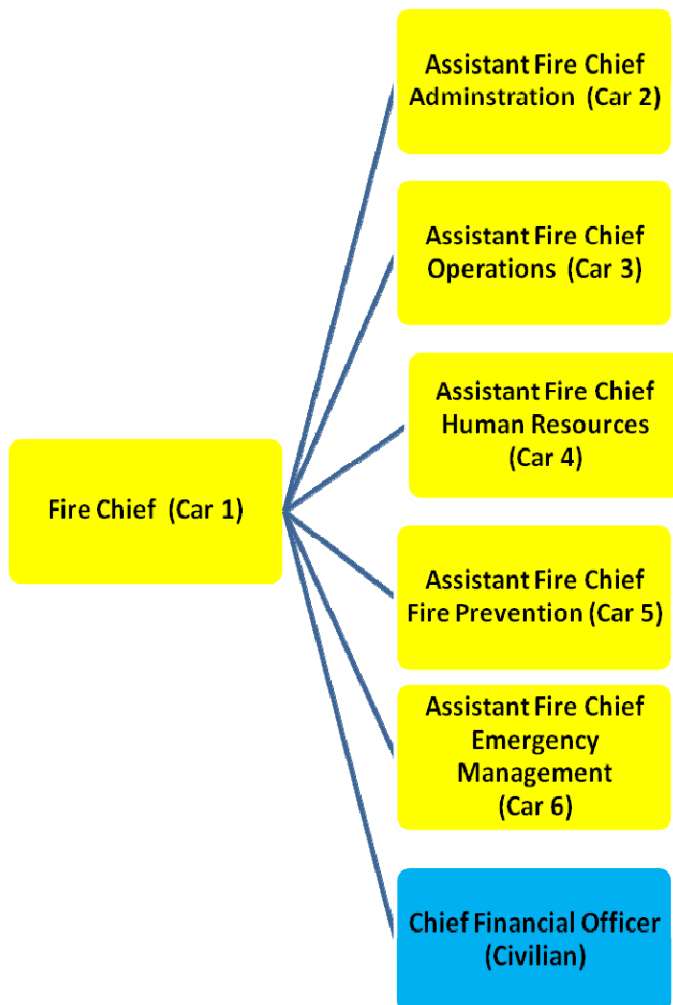 Assistant Fire Chief
Adminstration (Car 2)
Assistant Fire Chief
Operations (Car 3)
Assistant Fire Chief
Human Resources
(Car 4)
Fire Chief (Car 1)
Assistant Fire Chief
Fire Prevention (Car 5)
Assistant Fire Chief
Emergency
Management
(Car 6)
Chief Financial Officer
(Civilian)